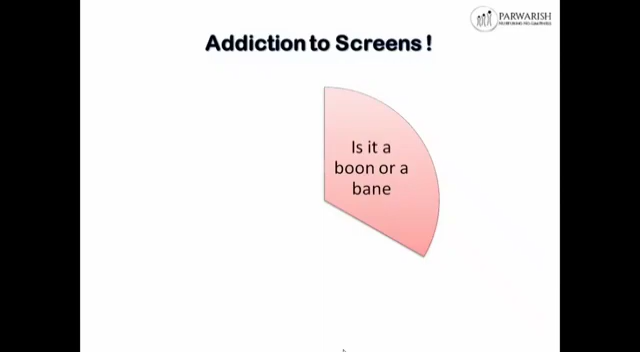 PARWARISH
Addiction to Screens !
Is it a
boon or a
bane